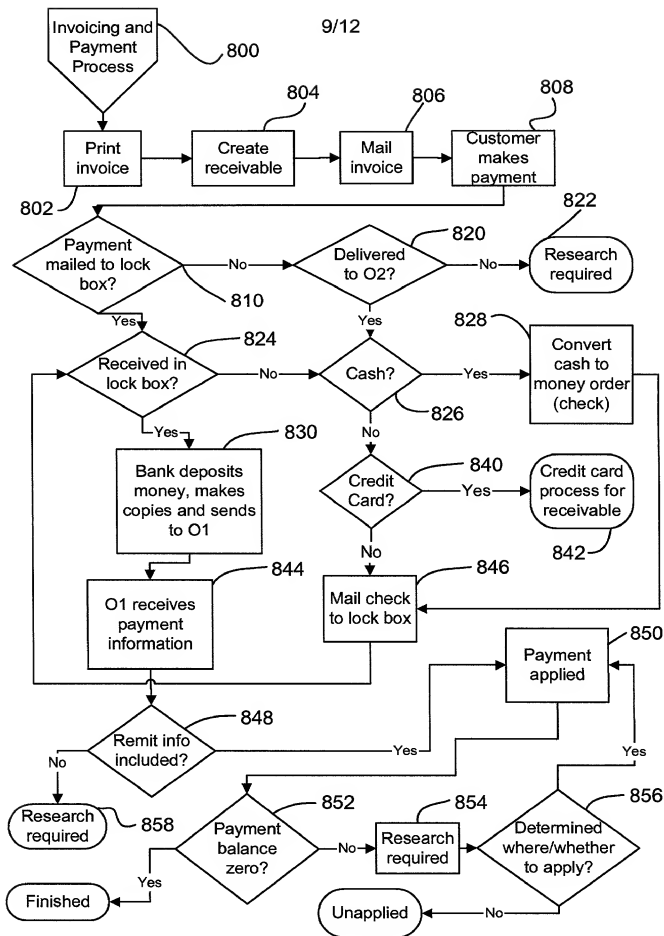 Invoicing and
Payment
Process
800
9/12
Print
invoice
802
Create
receivable
804
Mail
invoice
806
Customer
makes
payment
808
Payment
mailed to lock
box?
810
No
Delivered
to O2?
820
No
Research
required
822
Yes
Yes
Received in
lock box?
824
No
Cash?
826
Yes
Convert
cash to
money order
(check)
828
Yes
Bank deposits
money, makes
copies and sends
to O1
830
No
Credit
Card?
840
Yes
Credit card
process for
receivable
842
No
O1 receives
payment
information
844
Mail check
to lock box
846
Payment
applied
850
Remit info
included?
848
Yes
Yes
No
Research
required
858
Payment
balance
zero?
852
No
Research
required
854
Determined
where/whether
to apply?
856
Yes
Finished
Unapplied
No